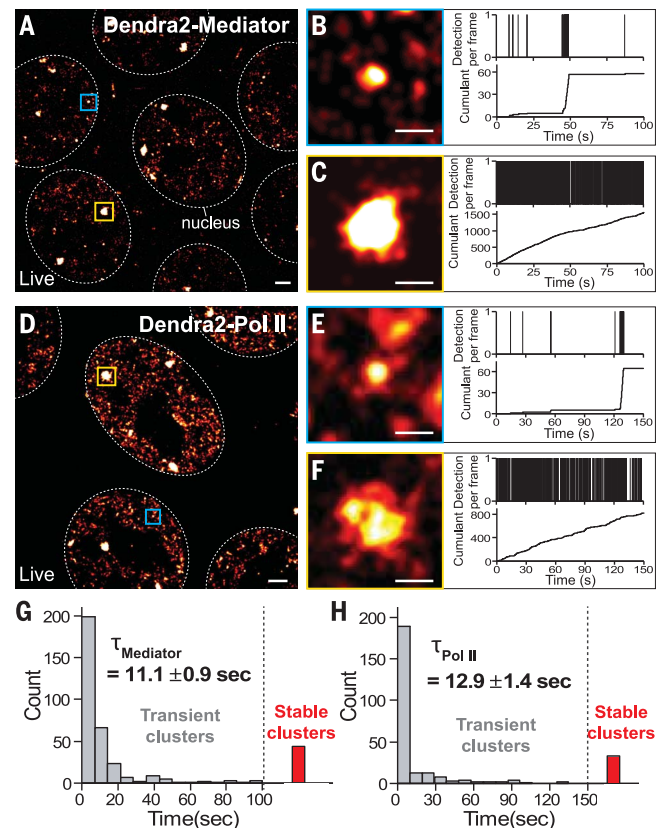 A Dendra2-Mediator
nucleus
Live
B
Detection per frame
1
0
Cumulant
60
30
0
0 25 50 75 100
Time (s)
C
Detection per frame
1
0
Cumulant
1500
1000
500
0
0 25 50 75 100
Time (s)
D Dendra2-Pol II
Live
E
Detection per frame
1
0
Cumulant
60
30
0
0 30 60 90 120 150
Time (s)
F
Detection per frame
1
0
Cumulant
800
400
0
0 30 60 90 120 150
Time (s)
G
Count
200
150
100
50
0
τMediator
= 11.1 ±0.9 sec
Transient
clusters
Stable
clusters
0 20 40 60 80 100
Time(sec)
H
Count
200
150
100
50
0
τPol II
= 12.9 ±1.4 sec
Transient
clusters
Stable
clusters
0 30 60 90 120 150
Time(sec)